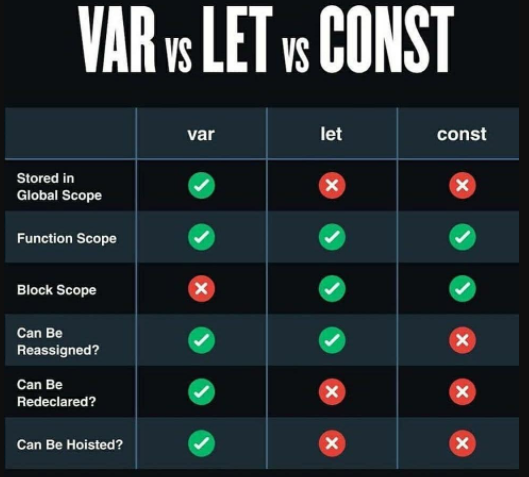 VAR VS LET VS CONST
var let const
Stored in
Global Scope
Function Scope
Block Scope
Can Be
Reassigned?
Can Be
Redeclared?
Can Be Hoisted?